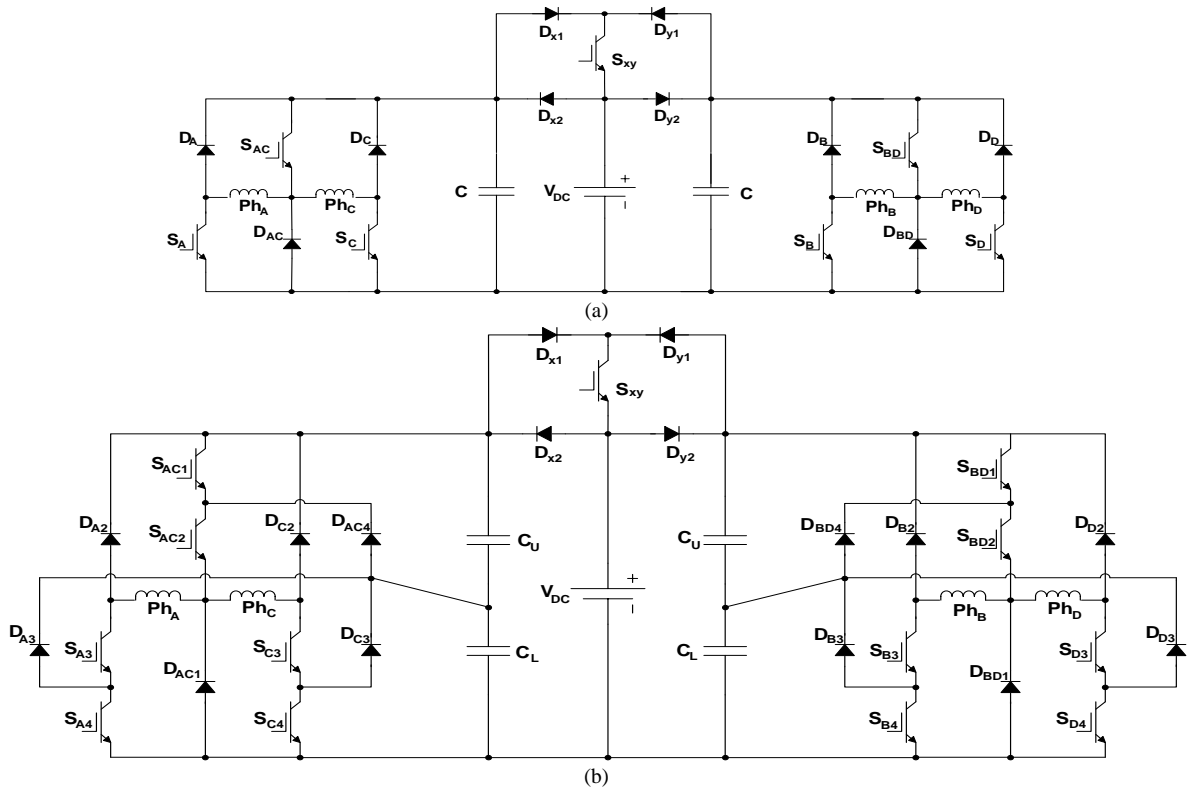 Dx1
Dy1
Sxy
Dx2
Dy2
DA
SAC
DC
DB
SBD
DD
C
VDC
+
-
C
PhA
PhC
PhB
PhD
SA
DAC
SC
SB
DBD
SD
(a)
Dx1
Dy1
Sxy
Dx2
Dy2
SAC1
SBD1
DA2
SAC2
DC2
DAC4
CU
CU
DBD4
DB2
SBD2
DD2
VDC
+
-
PhA
PhC
PhB
PhD
DA3
SA3
SC3
DC3
CL
CL
DB3
SB3
SD3
DD3
DAC1
DBD1
SA4
SC4
SB4
SD4
(b)